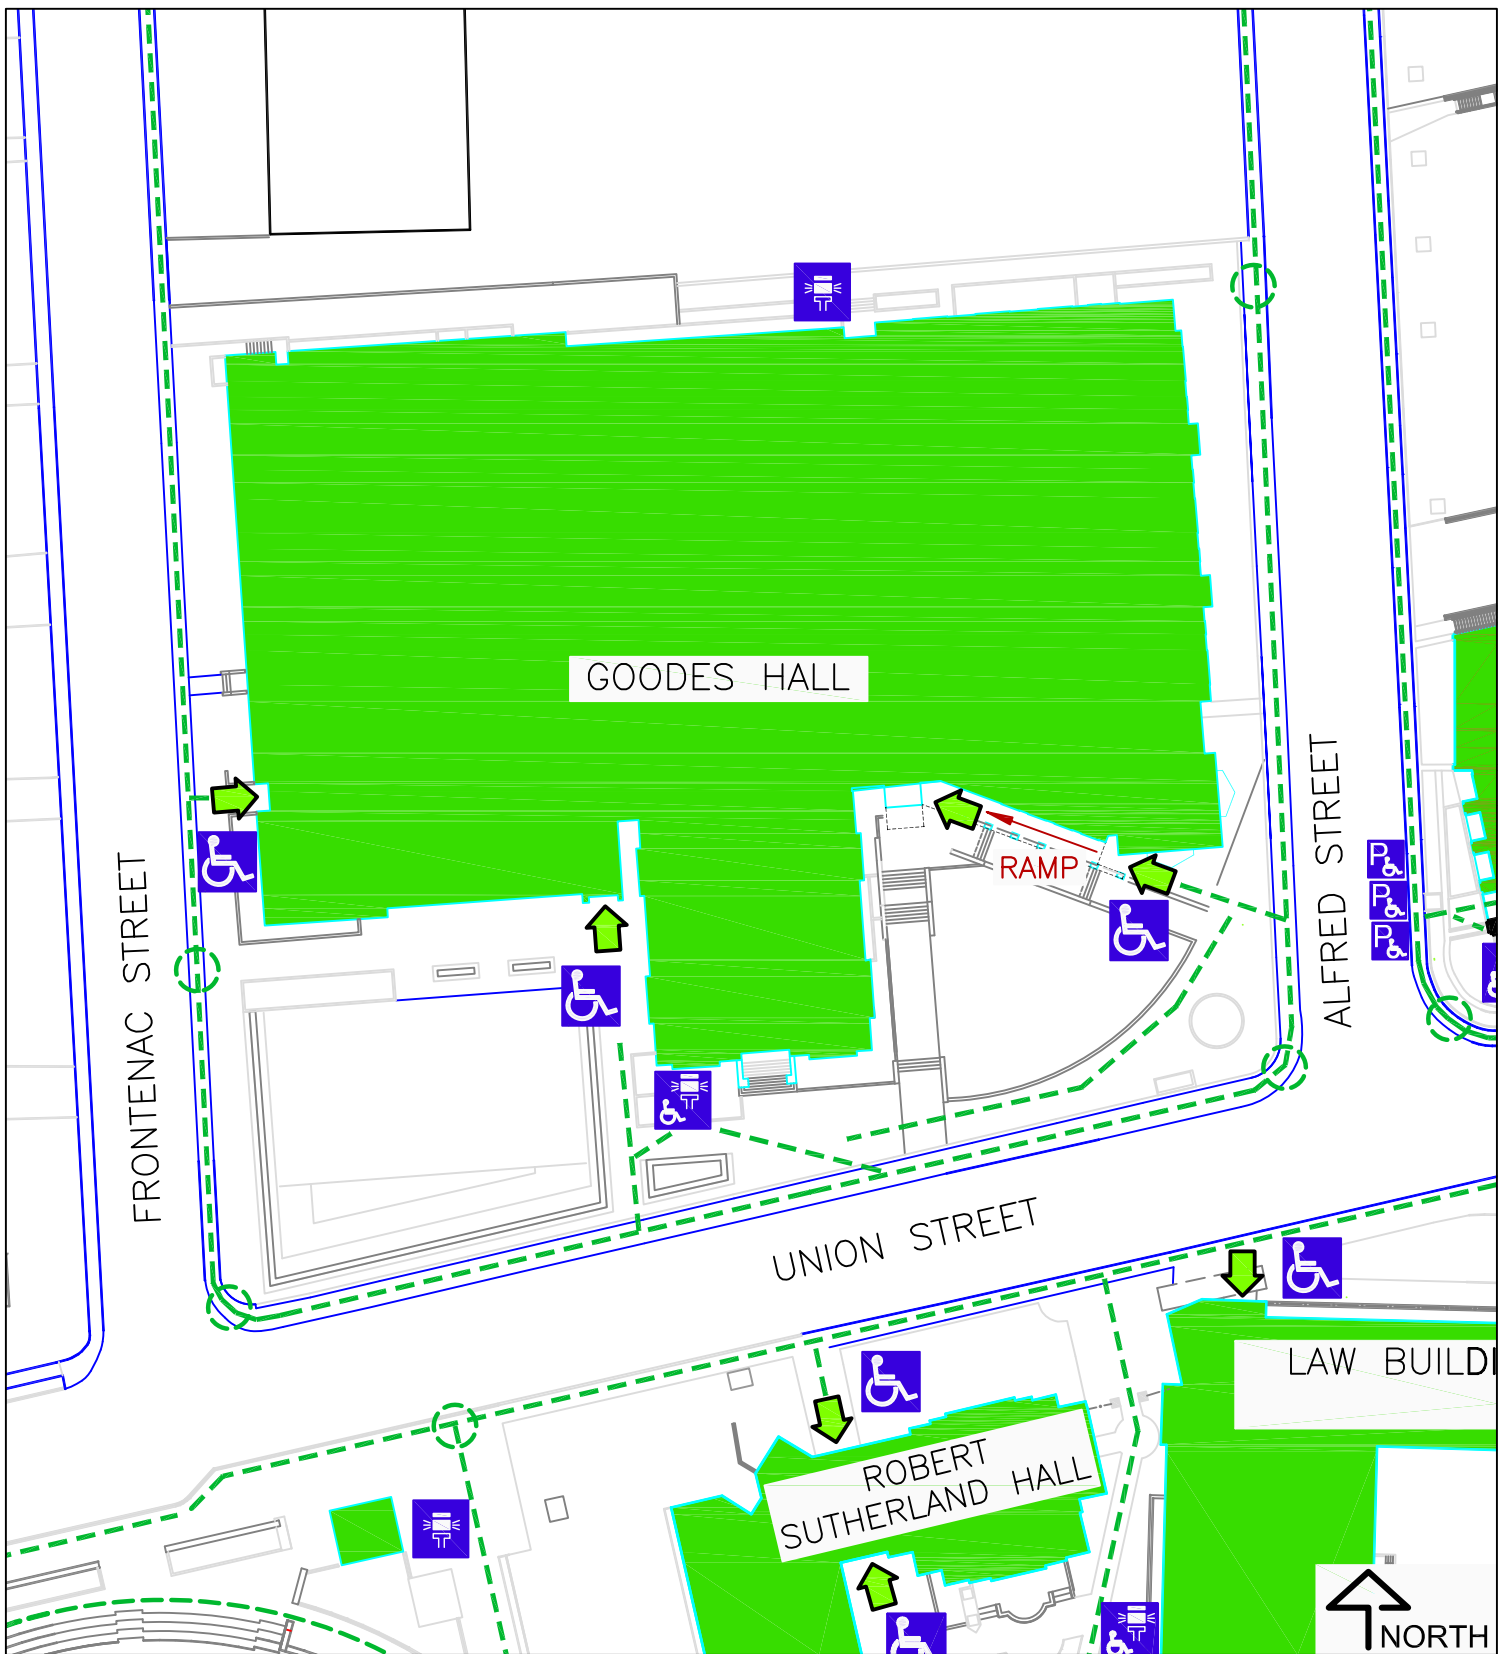 GOODES HALL
RAMP
FRONTENAC STREET
ALFRED STREET
P
P
P
UNION STREET
LAW BUILDI
ROBERT
SUTHERLAND HALL
NORTH